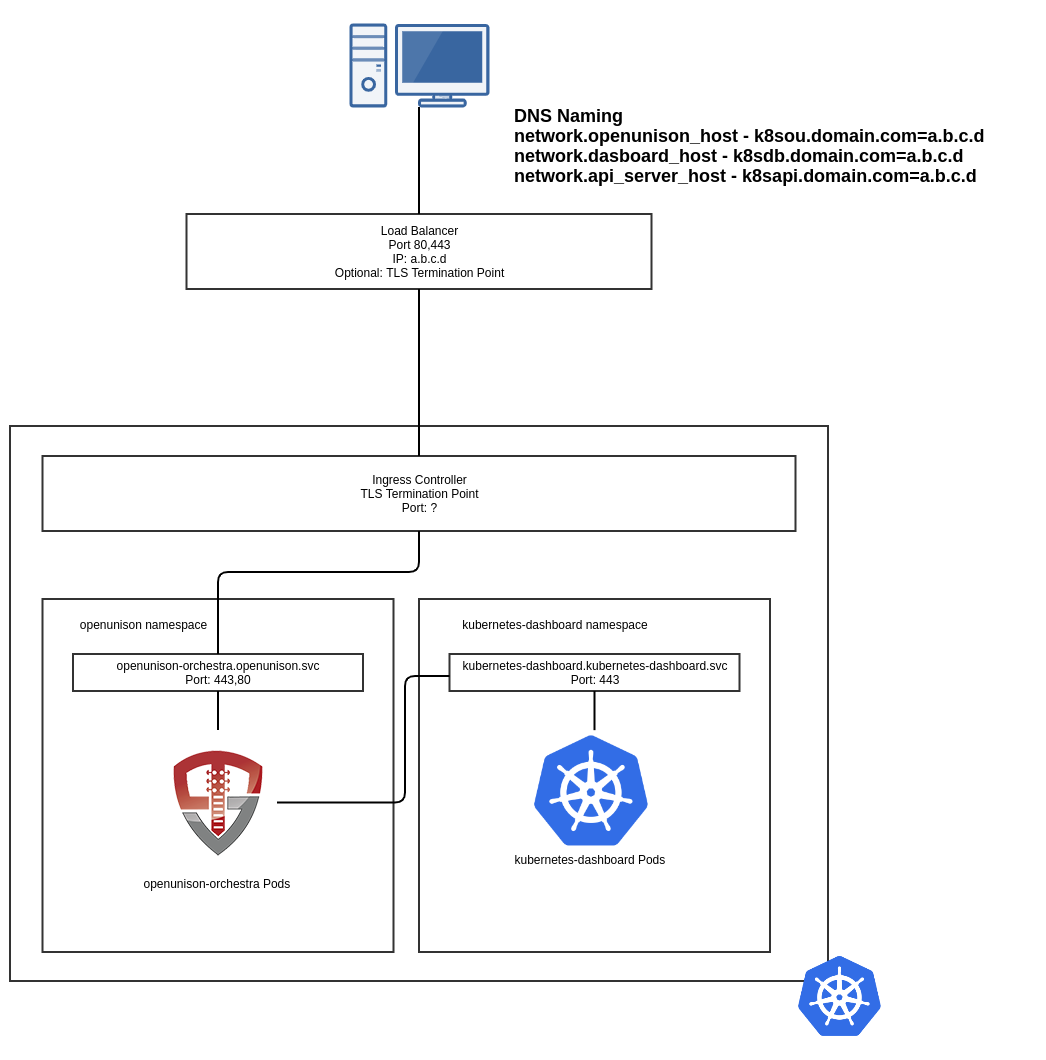 DNS Naming
network.openunison_host - k8sou.domain.com=a.b.c.d
network.dasboard_host - k8sdb.domain.com=a.b.c.d
network.api_server_host - k8sapi.domain.com=a.b.c.d
Load Balancer
Port 80,443
IP: a.b.c.d
Optional: TLS Termination Point
Ingress Controller
TLS Termination Point
Port: ?
openunison namespace
openunison-orchestra.openunison.svc
Port: 443,80
openunison-orchestra Pods
kubernetes-dashboard namespace
kubernetes-dashboard.kubernetes-dashboard.svc
Port: 443
kubernetes-dashboard Pods